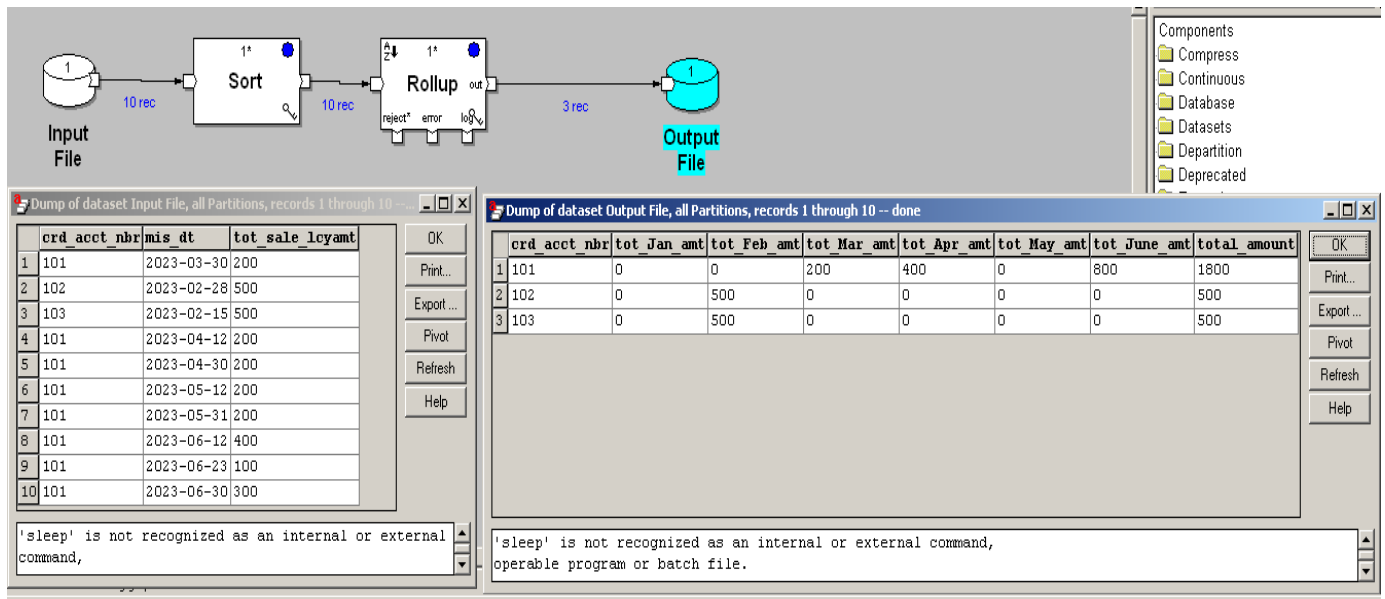 1
10 rec
Input
File
1*
Sort
10 rec
1*
Rollup
out
reject*
error
log
3 rec
1
Output
File
Components
Compress
Continuous
Database
Datasets
Departition
Deprecated
Dump of dataset Input File, all Partitions, records 1 through 10 --...
crd_acct_nbr mis_dt tot_sale_lcyamt
1 101 2023-03-30 200
2 102 2023-02-28 500
3 103 2023-02-15 500
4 101 2023-04-12 200
5 101 2023-04-30 200
6 101 2023-05-12 200
7 101 2023-05-31 200
8 101 2023-06-12 400
9 101 2023-06-23 100
10 101 2023-06-30 300
OK
Print...
Export ...
Pivot
Refresh
Help
'sleep' is not recognized as an internal or external
command,
Dump of dataset Output File, all Partitions, records 1 through 10 -- done
crd_acct_nbr tot_Jan_amt tot_Feb_amt tot_Mar_amt tot_Apr_amt tot_May_amt tot_June_amt total_amount
1 101 0 0 200 400 0 800 1800
2 102 0 500 0 0 0 0 500
3 103 0 500 0 0 0 0 500
OK
Print...
Export ...
Pivot
Refresh
Help
'sleep' is not recognized as an internal or external command,
operable program or batch file.